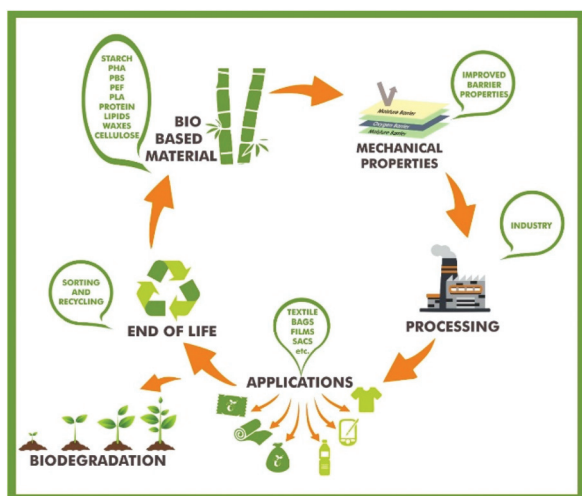 STARCH
PHA
PBS
PEF
PLA
PROTEIN
LIPIDS
WAXES
CELLULOSE
BIO
BASED
MATERIAL
Moisture Barrier
Oxygen Barrier
Moisture Barrier
MECHANICAL
PROPERTIES
IMPROVED
BARRIER
PROPERTIES
INDUSTRY
PROCESSING
TEXTILE
BAGS
FILMS
SACS
etc.
APPLICATIONS
SORTING
AND
RECYCLING
END OF LIFE
BIODEGRADATION